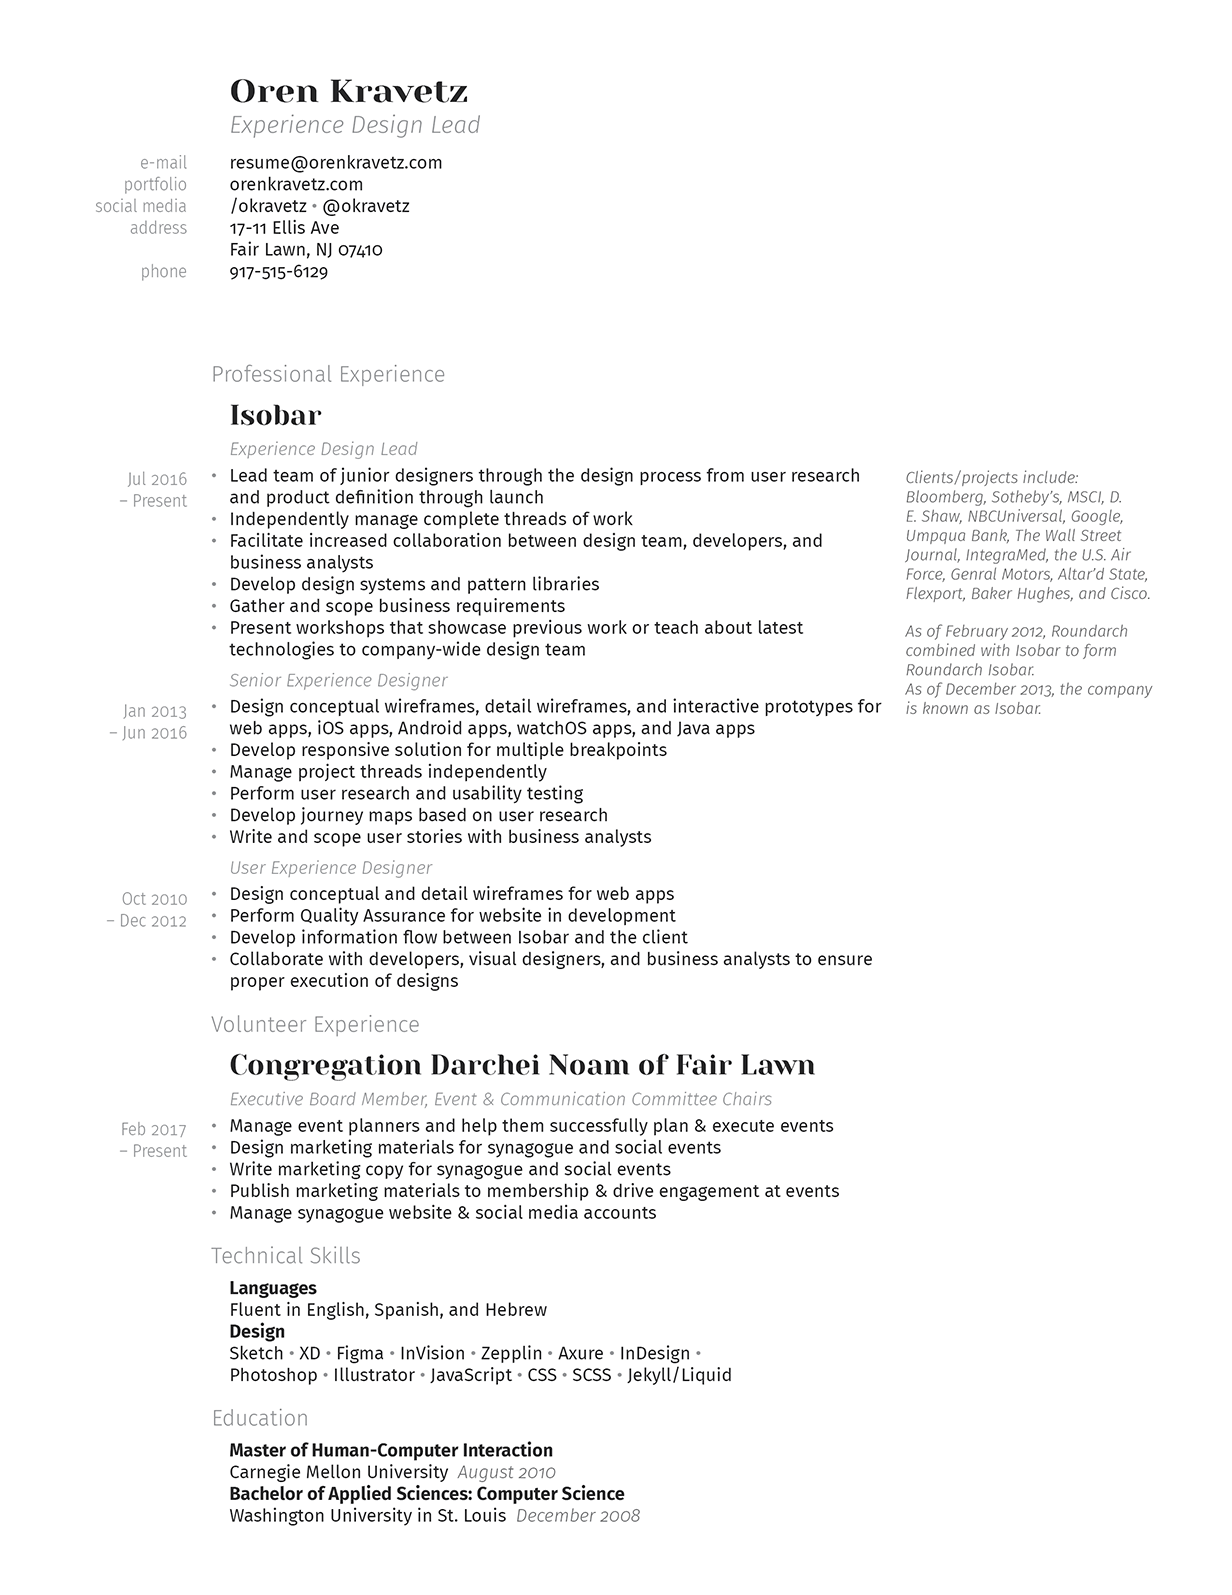 Oren Kravetz
Experience Design Lead
e-mail resume@orenkravetz.com
portfolio orenkravetz.com
social media /okravetz • @okravetz
address 17-11 Ellis Ave
Fair Lawn, NJ 07410
phone 917-515-6129
Professional Experience
Isobar
Experience Design Lead
Jul 2016
– Present
• Lead team of junior designers through the design process from user research
and product definition through launch
• Independently manage complete threads of work
• Facilitate increased collaboration between design team, developers, and
business analysts
• Develop design systems and pattern libraries
• Gather and scope business requirements
• Present workshops that showcase previous work or teach about latest
technologies to company-wide design team
Clients/projects include:
Bloomberg, Sotheby's, MSCI, D.
E. Shaw, NBCUniversal, Google,
Umpqua Bank, The Wall Street
Journal, IntegraMed, the U.S. Air
Force, Genral Motors, Altar'd State,
Flexport, Baker Hughes, and Cisco.
As of February 2012, Roundarch
combined with Isobar to form
Roundarch Isobar.
As of December 2013, the company
is known as Isobar.
Senior Experience Designer
Jan 2013
– Jun 2016
• Design conceptual wireframes, detail wireframes, and interactive prototypes for
web apps, iOS apps, Android apps, watchOS apps, and Java apps
• Develop responsive solution for multiple breakpoints
• Manage project threads independently
• Perform user research and usability testing
• Develop journey maps based on user research
• Write and scope user stories with business analysts
User Experience Designer
Oct 2010
– Dec 2012
• Design conceptual and detail wireframes for web apps
• Perform Quality Assurance for website in development
• Develop information flow between Isobar and the client
• Collaborate with developers, visual designers, and business analysts to ensure
proper execution of designs
Volunteer Experience
Congregation Darchei Noam of Fair Lawn
Executive Board Member, Event & Communication Committee Chairs
Feb 2017
– Present
• Manage event planners and help them successfully plan & execute events
• Design marketing materials for synagogue and social events
• Write marketing copy for synagogue and social events
• Publish marketing materials to membership & drive engagement at events
• Manage synagogue website & social media accounts
Technical Skills
Languages
Fluent in English, Spanish, and Hebrew
Design
Sketch • XD • Figma • InVision • Zepplin • Axure • InDesign •
Photoshop • Illustrator • JavaScript • CSS • SCSS • Jekyll/Liquid
Education
Master of Human-Computer Interaction
Carnegie Mellon University August 2010
Bachelor of Applied Sciences: Computer Science
Washington University in St. Louis December 2008